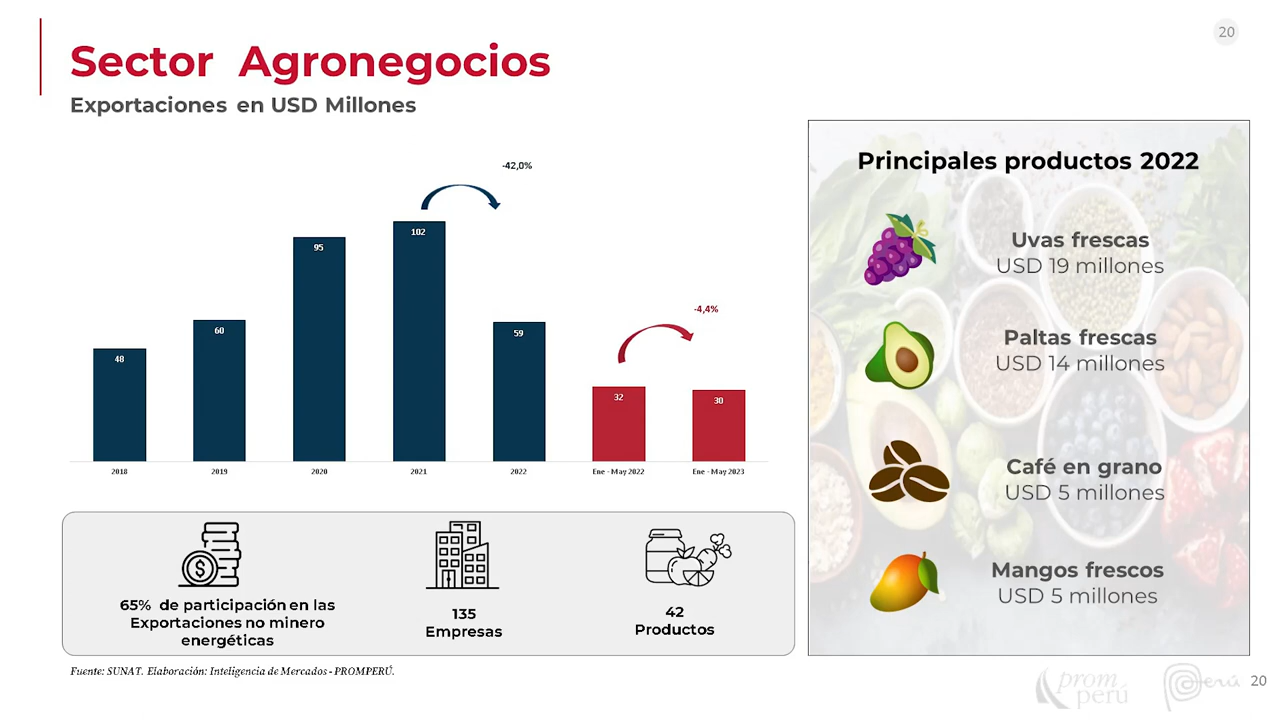 20
Sector Agronegocios
Exportaciones en USD Millones
-42,0%
102
95
60
59
48
-4,4%
32
30
2018
2019
2020
2021
2022
Ene - May 2022
Ene - May 2023
65% de participación en las
Exportaciones no minero
energéticas
135
Empresas
42
Productos
Fuente: SUNAT. Elaboración: Inteligencia de Mercados - PROMPERÚ.
Principales productos 2022
Uvas frescas
USD 19 millones
Paltas frescas
USD 14 millones
Café en grano
USD 5 millones
Mangos frescos
USD 5 millones
prom
perú
Perú
20